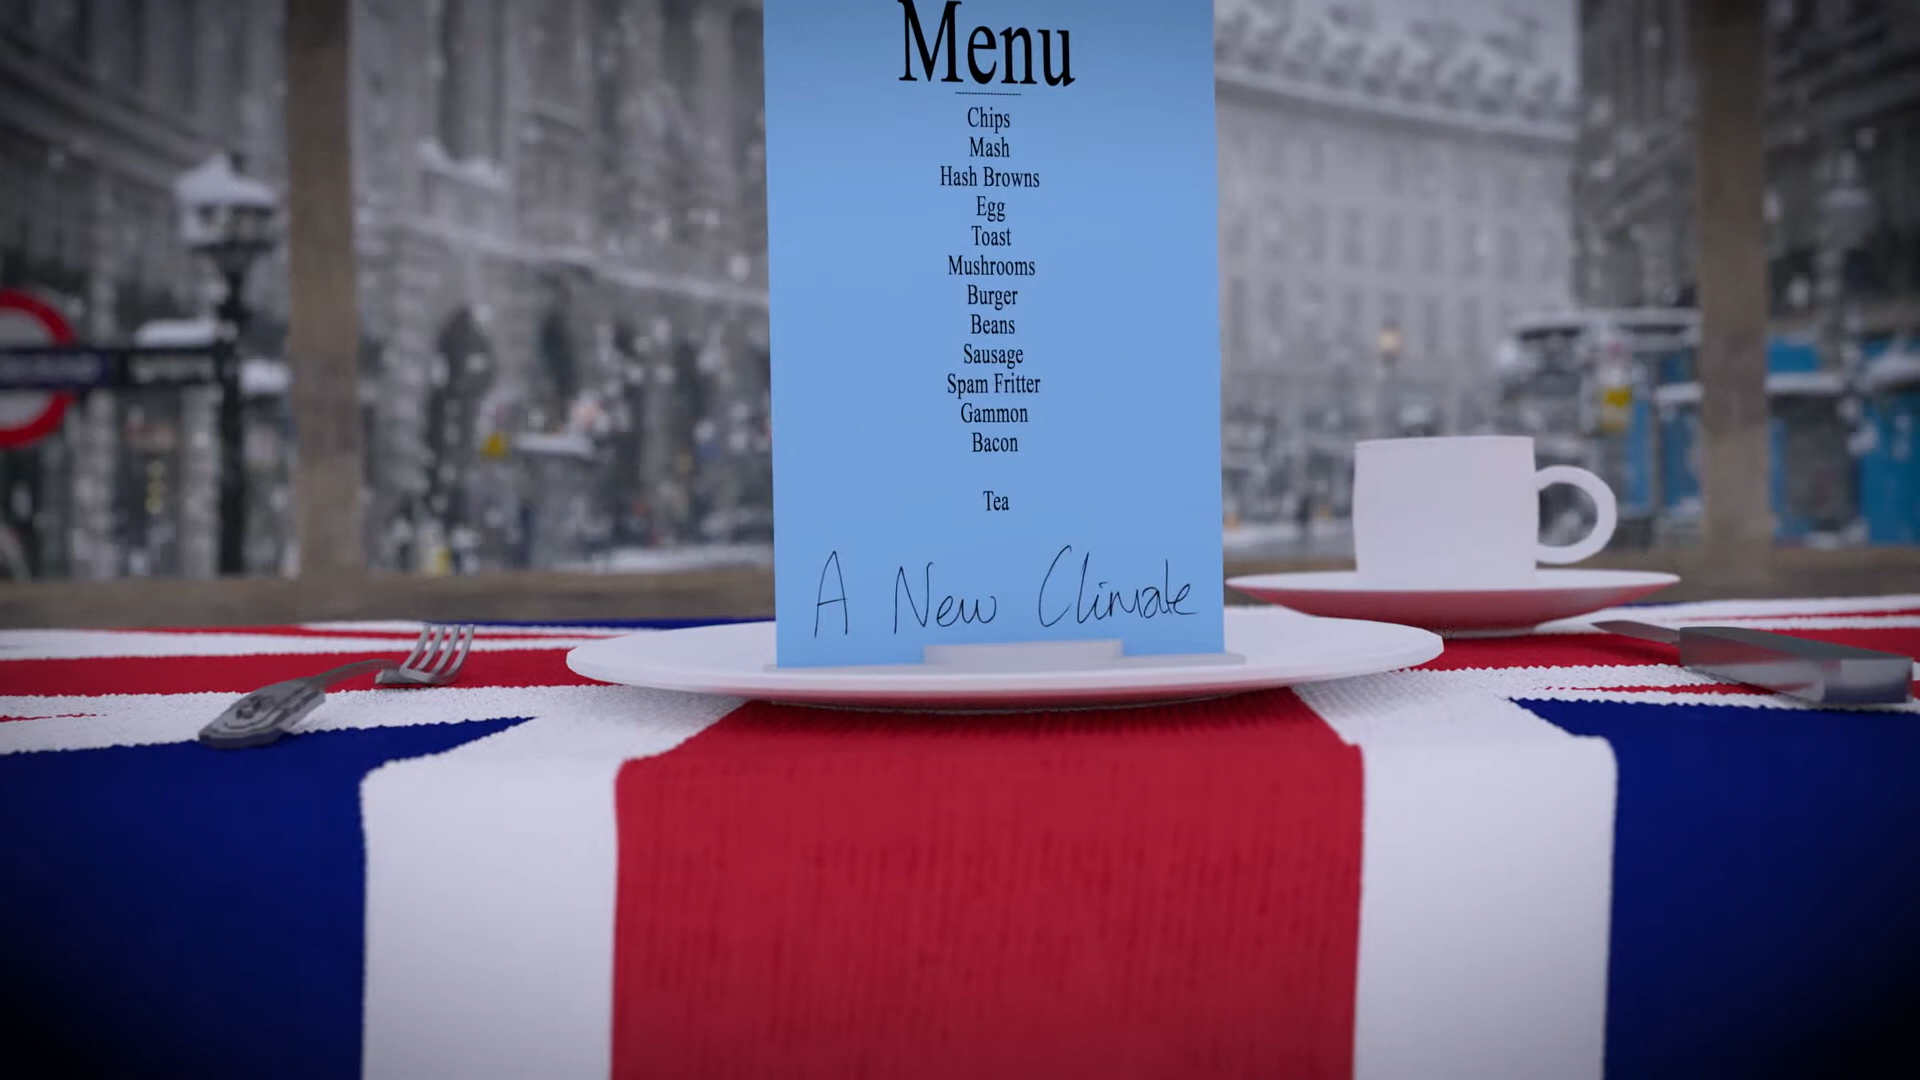 Menu
Chips
Mash
Hash Browns
Egg
Toast
Mushrooms
Burger
Beans
Sausage
Spam Fritter
Gammon
Bacon
Tea
A New Climate